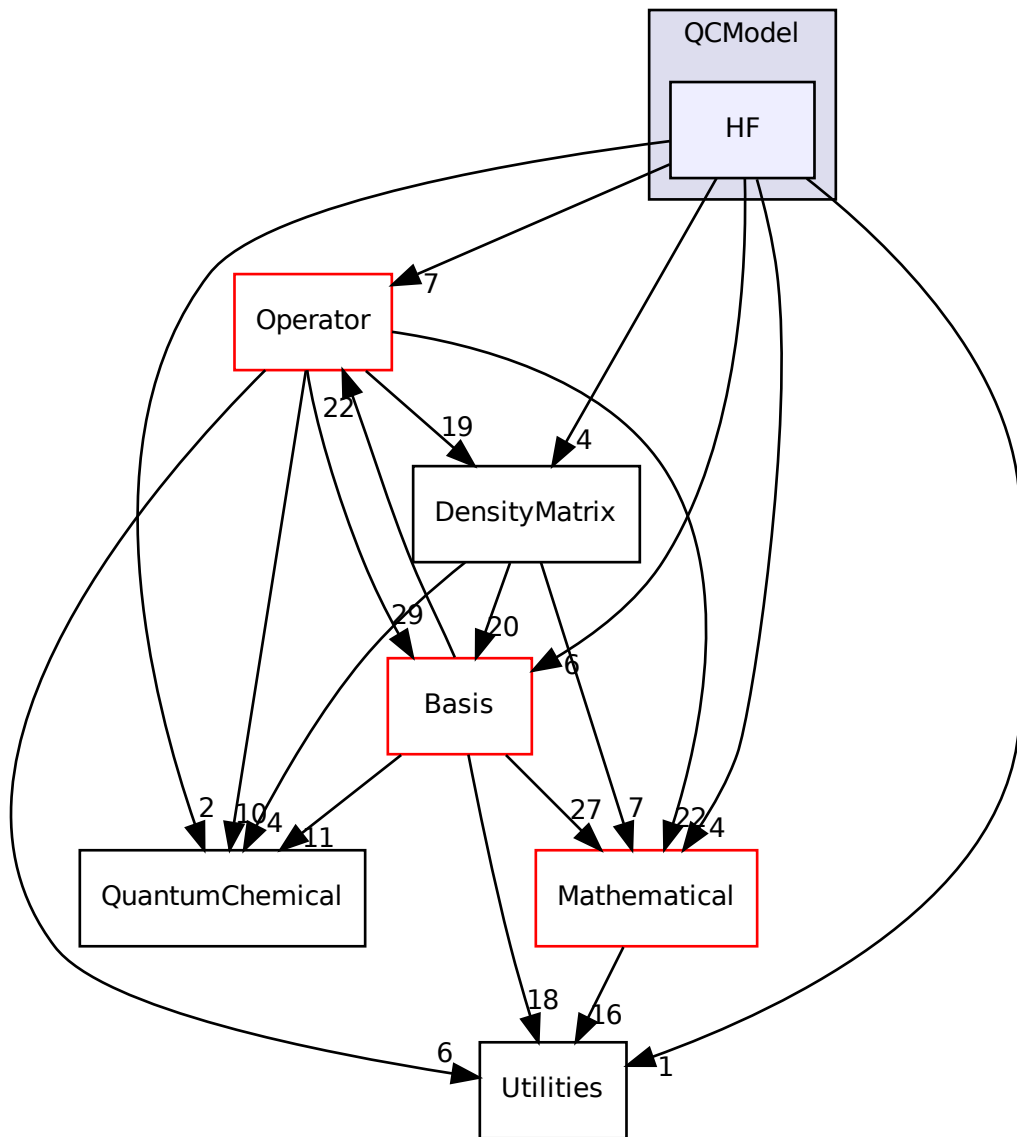 QCModel
HF
7
Operator
22
19
4
DensityMatrix
29
20
6
Basis
2
10
4
11
27
7
22
4
QuantumChemical
Mathematical
18
16
6
1
Utilities